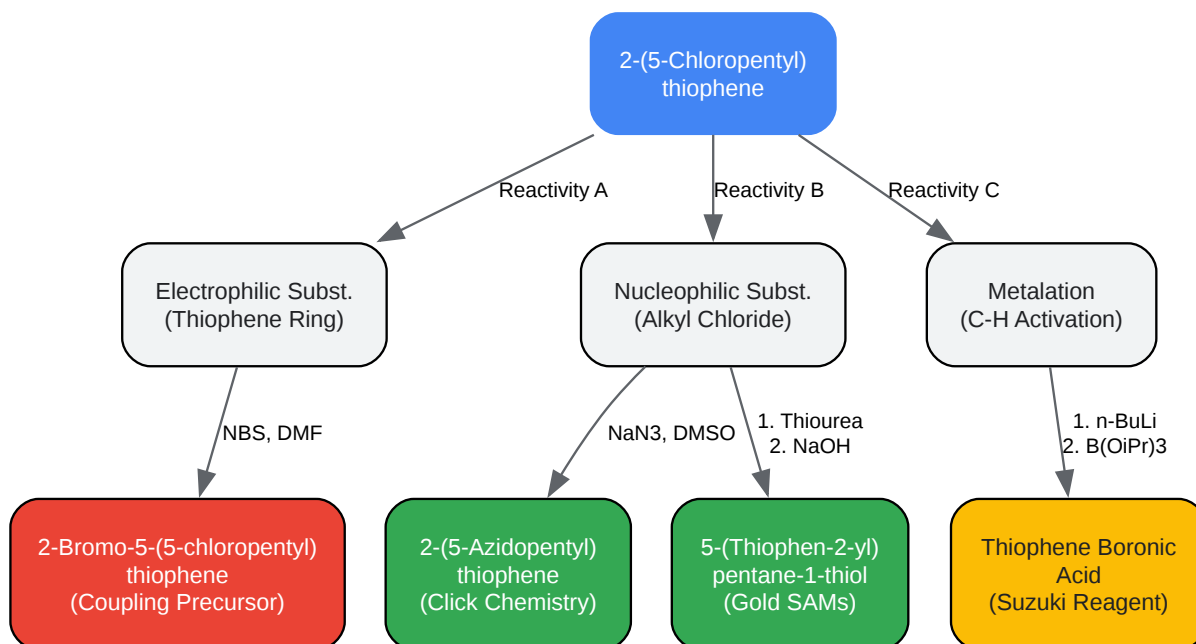 2-(5-Chloropentyl)
thiophene
Reactivity A
Reactivity B
Reactivity C
Electrophilic Subst.
(Thiophene Ring)
Nucleophilic Subst.
(Alkyl Chloride)
Metalation
(C-H Activation)
NBS, DMF
NaN3, DMSO
1. Thiourea
2. NaOH
1. n-BuLi
2. B(OiPr)3
2-Bromo-5-(5-chloropentyl)
thiophene
(Coupling Precursor)
2-(5-Azidopentyl)
thiophene
(Click Chemistry)
5-(Thiophen-2-yl)
pentane-1-thiol
(Gold SAMs)
Thiophene Boronic
Acid
(Suzuki Reagent)